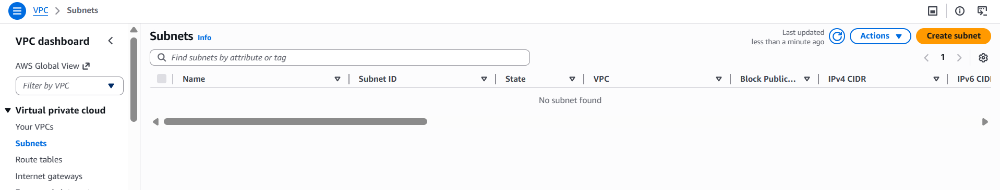 VPC > Subnets
VPC dashboard
AWS Global View
Filter by VPC
Virtual private cloud
Your VPCs
Subnets
Route tables
Internet gateways
Subnets Info
Last updated
less than a minute ago
Actions
Create subnet
Find subnets by attribute or tag
1
Name Subnet ID State VPC Block Public... IPv4 CIDR IPv6
No subnet found